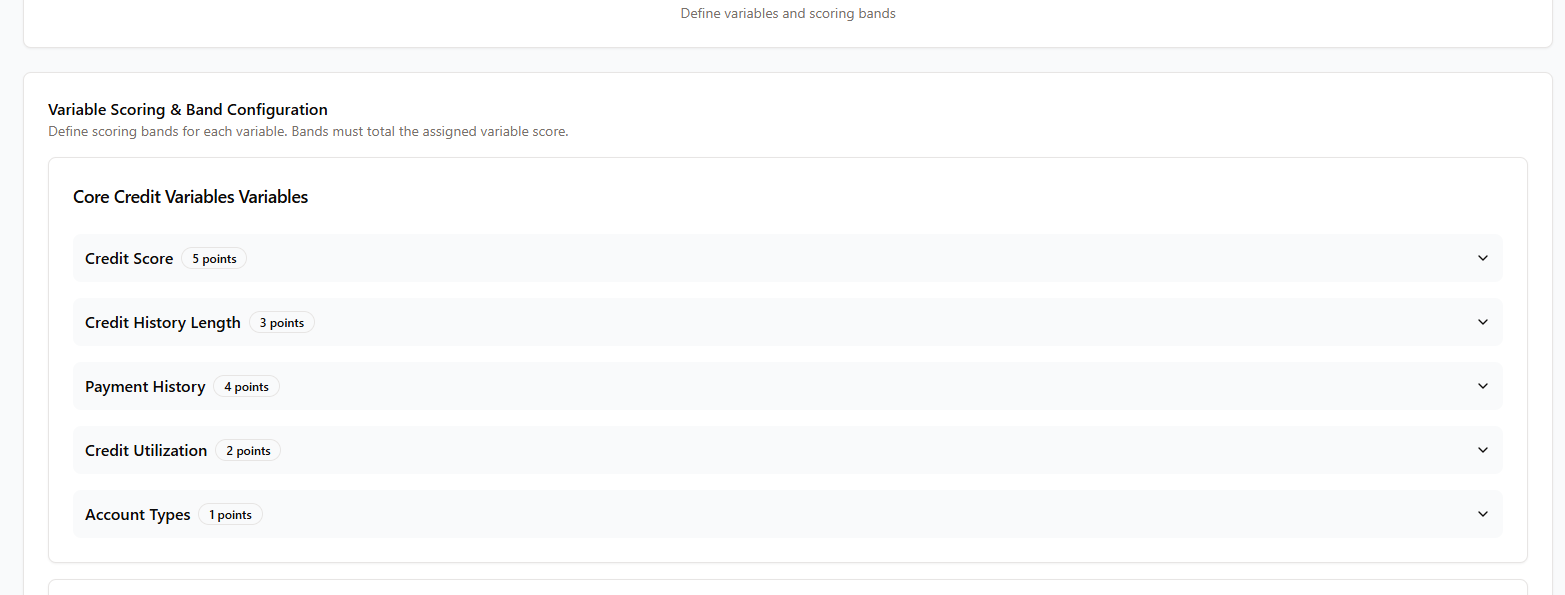 Define variables and scoring bands
Variable Scoring & Band Configuration
Define scoring bands for each variable. Bands must total the assigned variable score.
Core Credit Variables Variables
Credit Score 5 points
Credit History Length 3 points
Payment History 4 points
Credit Utilization 2 points
Account Types 1 points